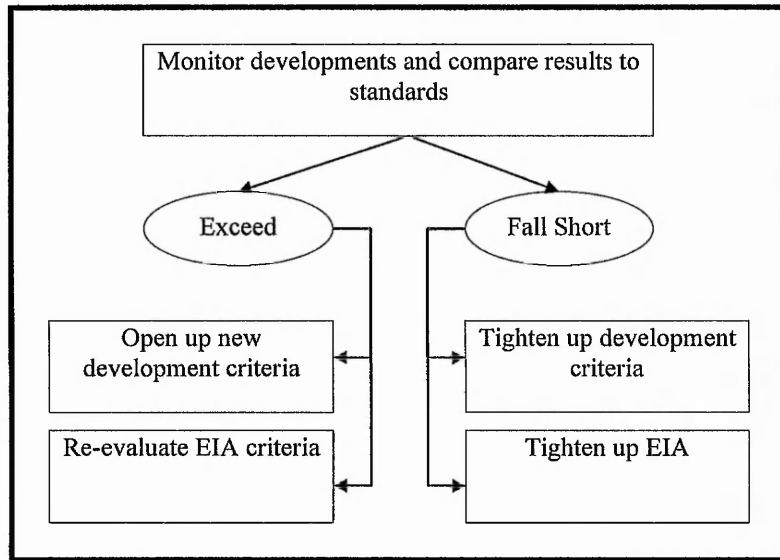 Monitor developments and compare results to
standards
Exceed
Fall Short
Open up new
development criteria
Tighten up development
criteria
Re-evaluate EIA criteria
Tighten up EIA